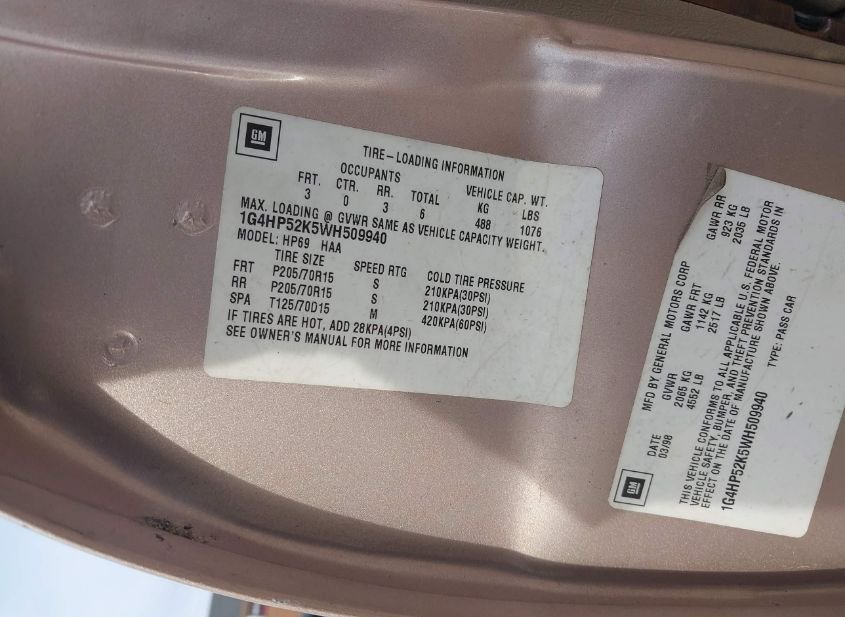 GM
TIRE-LOADING INFORMATION
OCCUPANTS VEHICLE CAP. WT.
FRT. CTR. RR. TOTAL KG LBS
3 0 3 6 488 1076
MAX. LOADING @ GVWR SAME AS VEHICLE CAPACITY WEIGHT.
1G4HP52K5WH509940
MODEL: HP69 HAA
TIRE SIZE SPEED RTG COLD TIRE PRESSURE
FRT P205/70R15 S 210KPA(30PSI)
RR P205/70R15 S 210KPA(30PSI)
SPA T125/70D15 M 420KPA(60PSI)
IF TIRES ARE HOT, ADD 28KPA(4PSI)
SEE OWNER'S MANUAL FOR MORE INFORMATION
GM
MFD BY GENERAL MOTORS CORP
DATE GVWR GAWR FRT GAWR RR
03/98 2065 KG 1142 KG 923 KG
4552 LB 2517 LB 2035 LB
THIS VEHICLE CONFORMS TO ALL APPLICABLE U.S. FEDERAL MOTOR
VEHICLE SAFETY, BUMPER, AND THEFT PREVENTION STANDARDS IN
EFFECT ON THE DATE OF MANUFACTURE SHOWN ABOVE.
1G4HP52K5WH509940 TYPE: PASS CAR